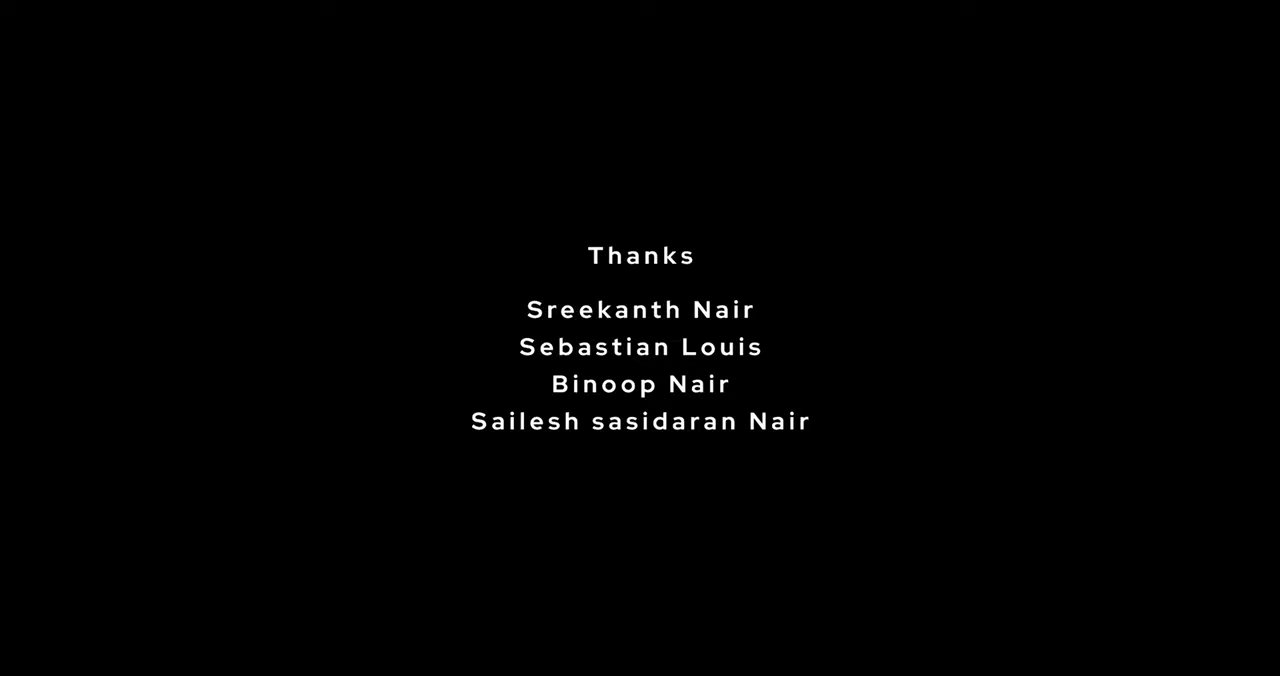 Thanks
Sreekanth Nair
Sebastian Louis
Binoop Nair
Sailesh sasidaran Nair